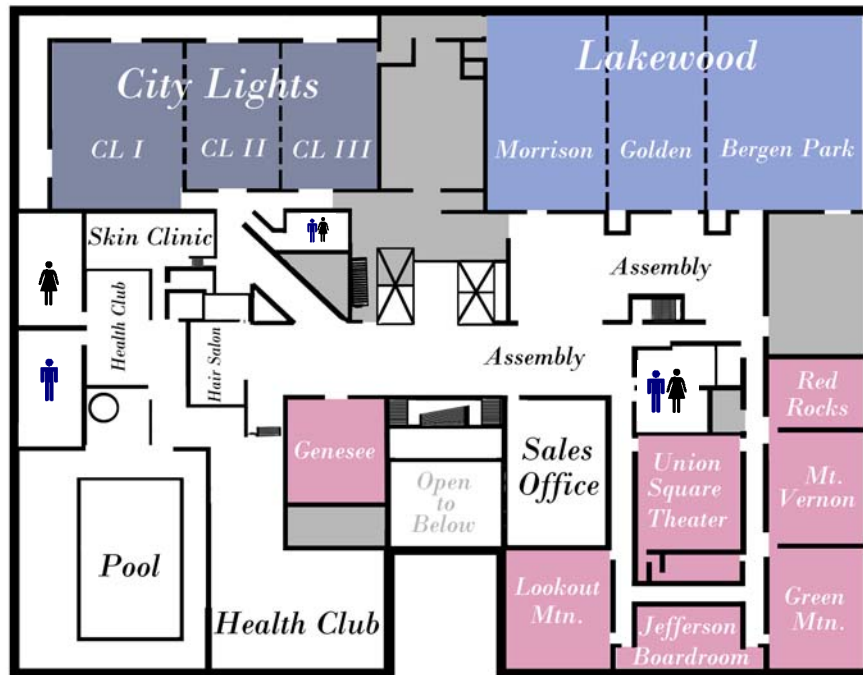 City Lights
CL I
CL II
CL III
Lakewood
Morrison
Golden
Bergen Park
Skin Clinic
Health Club
Hair Salon
Assembly
Assembly
Genesee
Open
to
Below
Sales
Office
Union
Square
Theater
Red
Rocks
Mt.
Vernon
Pool
Health Club
Lookout
Mtn.
Jefferson
Boardroom
Green
Mtn.